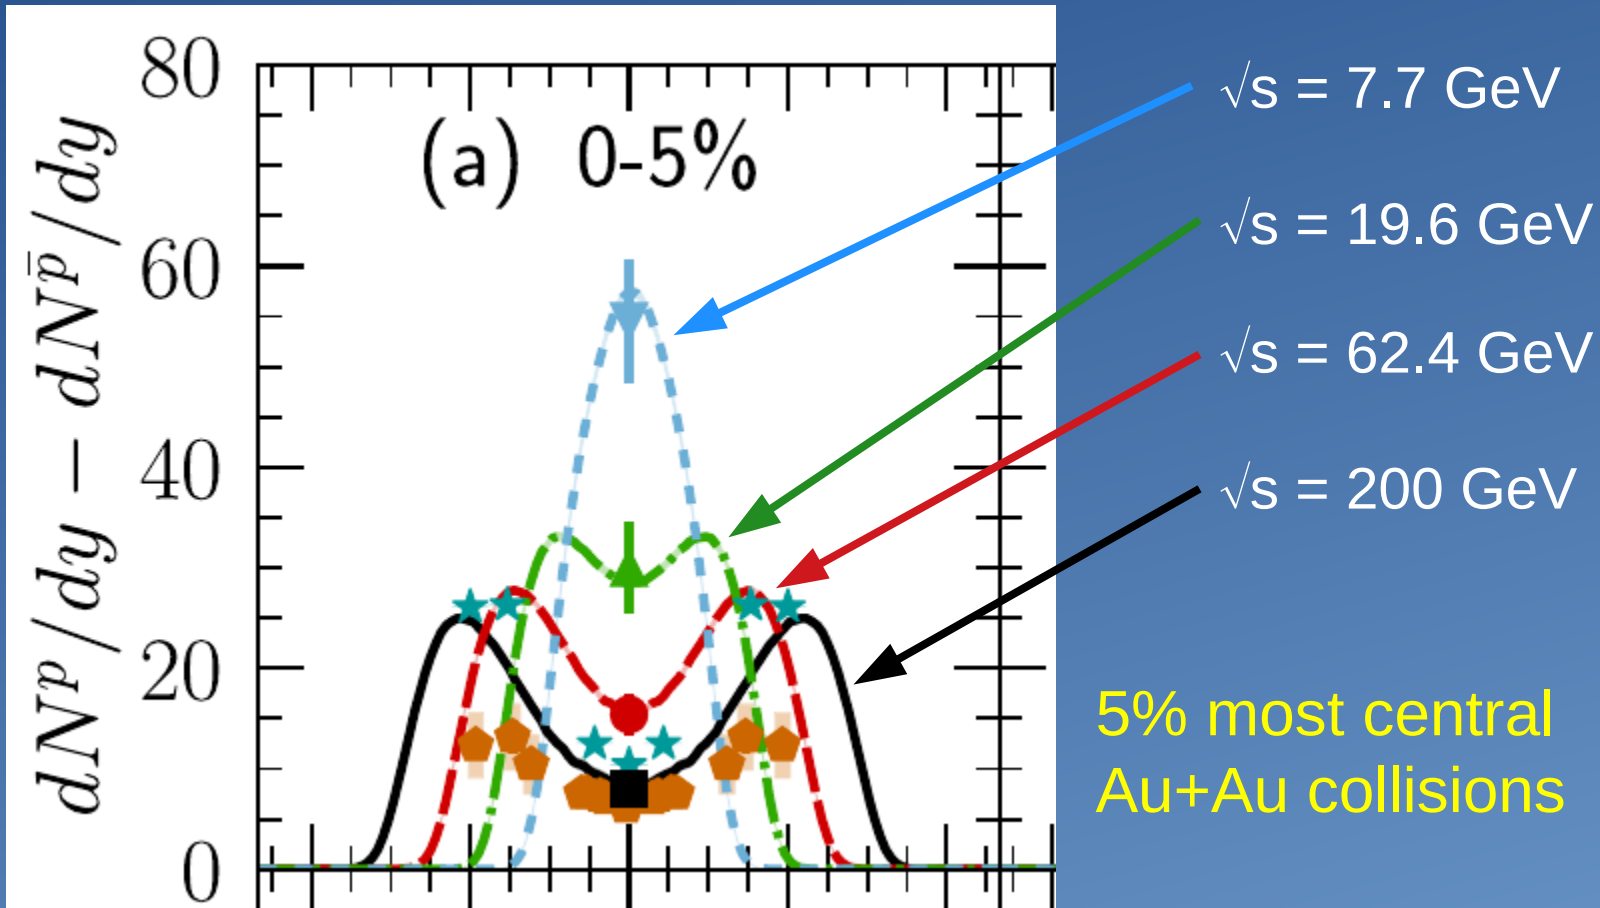 80
60
40
20
0
dN^p/dy − dN^p̄/dy
(a) 0-5%
√s = 7.7 GeV
√s = 19.6 GeV
√s = 62.4 GeV
√s = 200 GeV
5% most central
Au+Au collisions